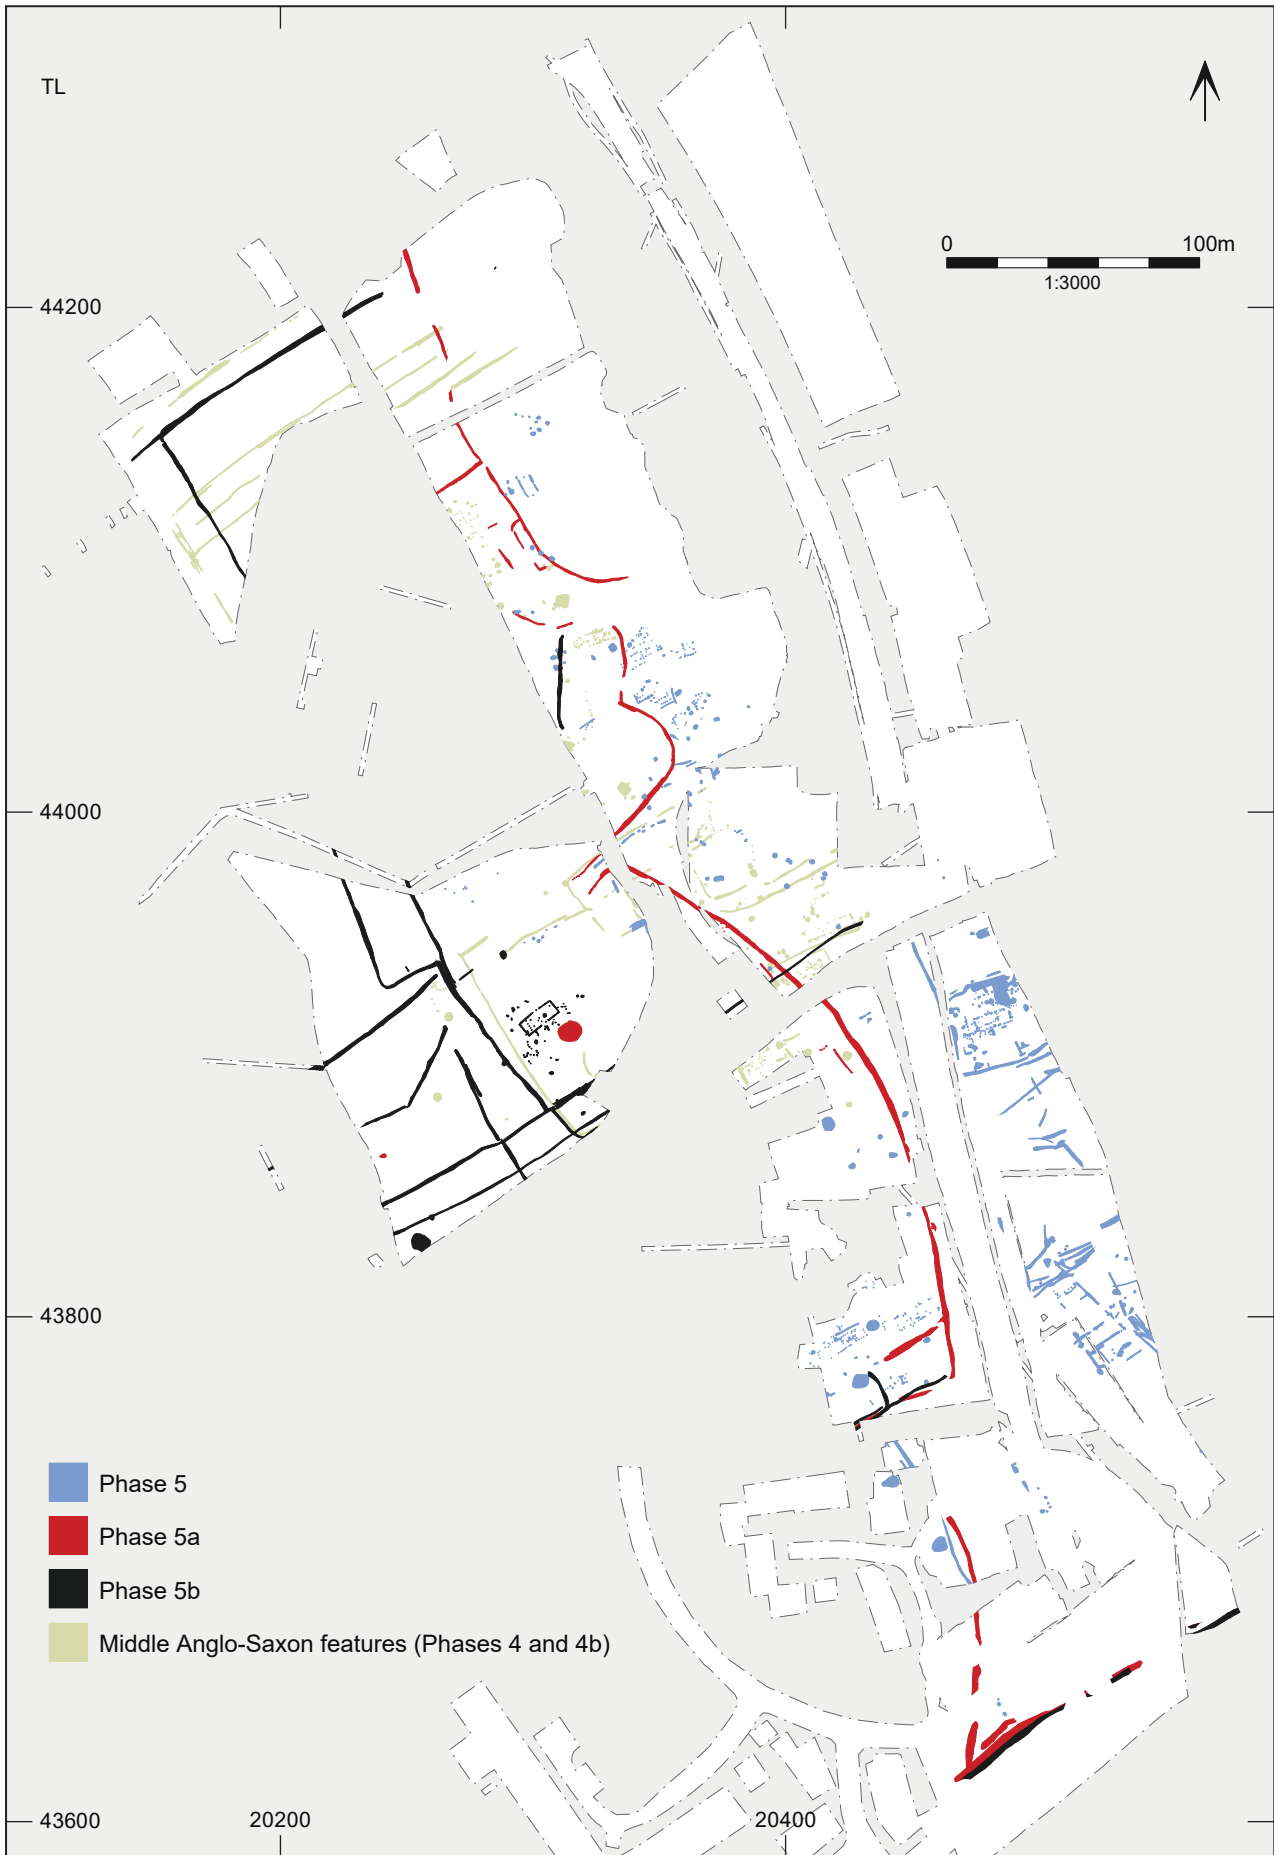 TL
0 100m
1:3000
44200
44000
43800
Phase 5
Phase 5a
Phase 5b
Middle Anglo-Saxon features (Phases 4 and 4b)
43600 20200 20400